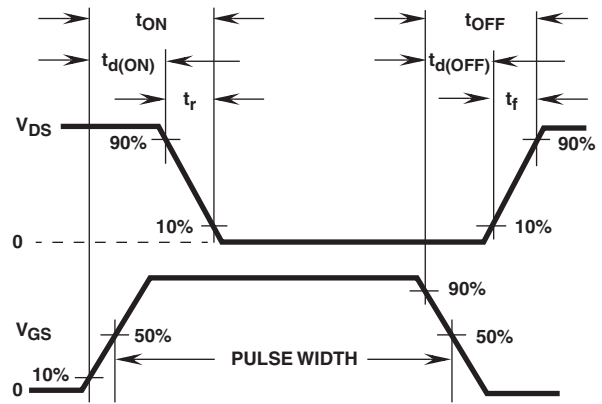 tON tOFF
td(ON) td(OFF)
tr tf
VDS
90% 90%
10% 10%
0
90%
VGS 50% 50%
PULSE WIDTH
10%
0